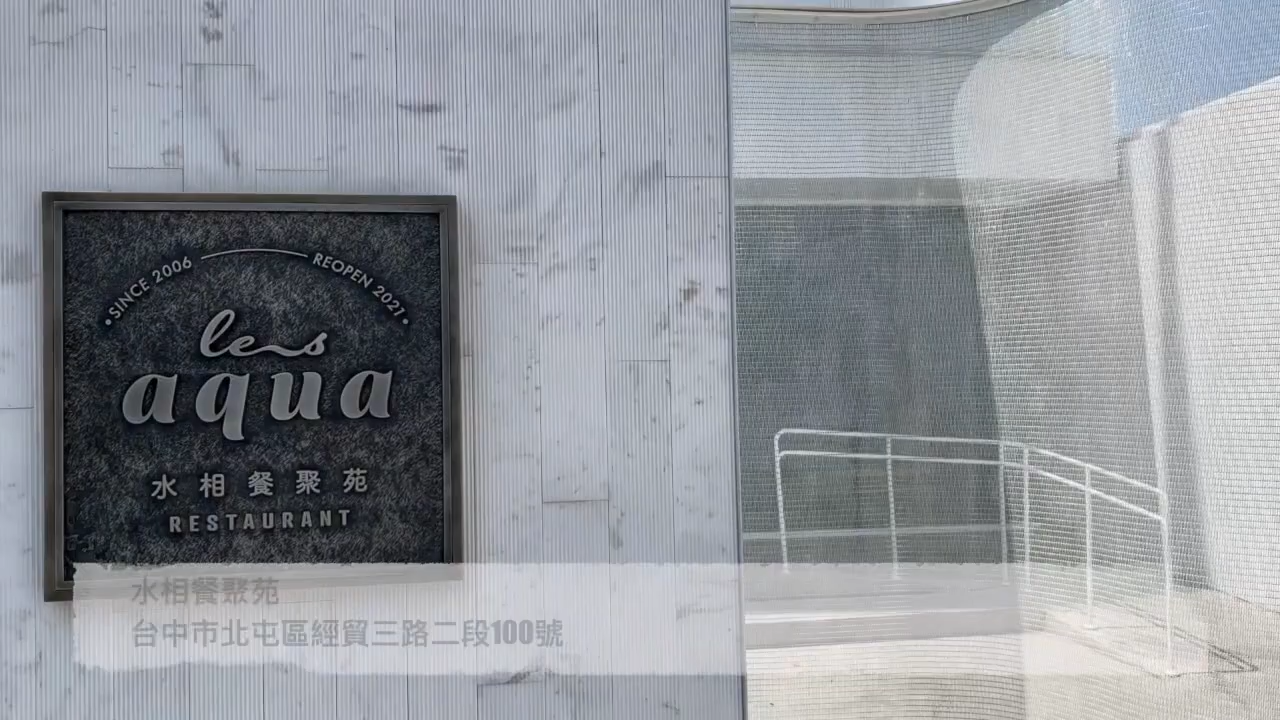 SINCE 2006
REOPEN 2021
les
aqua
水相餐聚苑
RESTAURANT
水相餐聚苑
台中市北屯區經貿三路二段100號